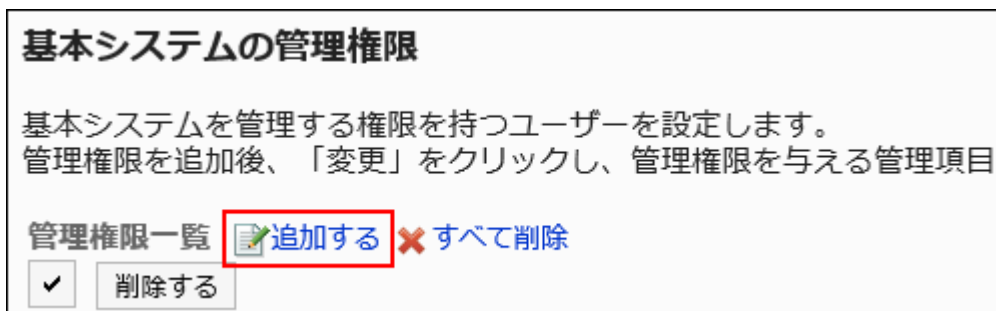 基本システムの管理権限
基本システムを管理する権限を持つユーザーを設定します。
管理権限を追加後、「変更」をクリックし、管理権限を与える管理項目
管理権限一覧 追加する すべて削除
削除する